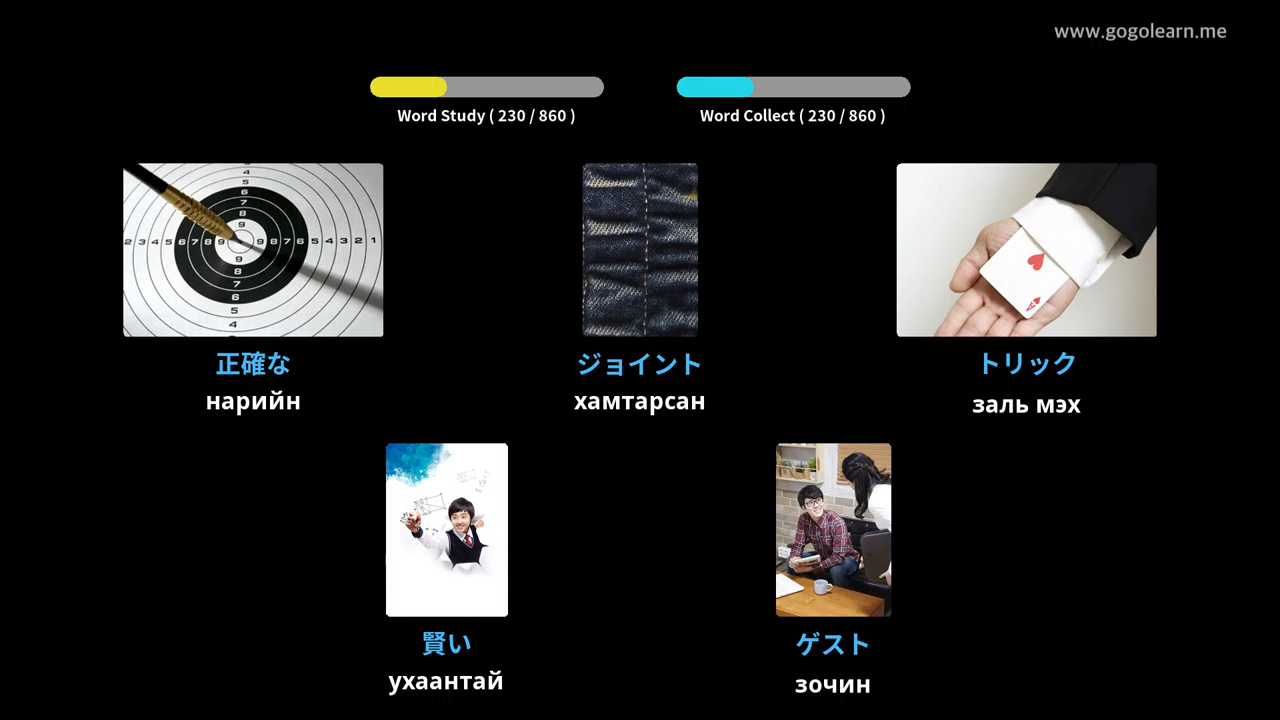 www.gogolearn.me
Word Study ( 230 / 860 )
Word Collect ( 230 / 860 )
正確な
ジョイント
トリック
нарийн
хамтарсан
заль мэх
賢い
ゲスト
ухаантай
зочин